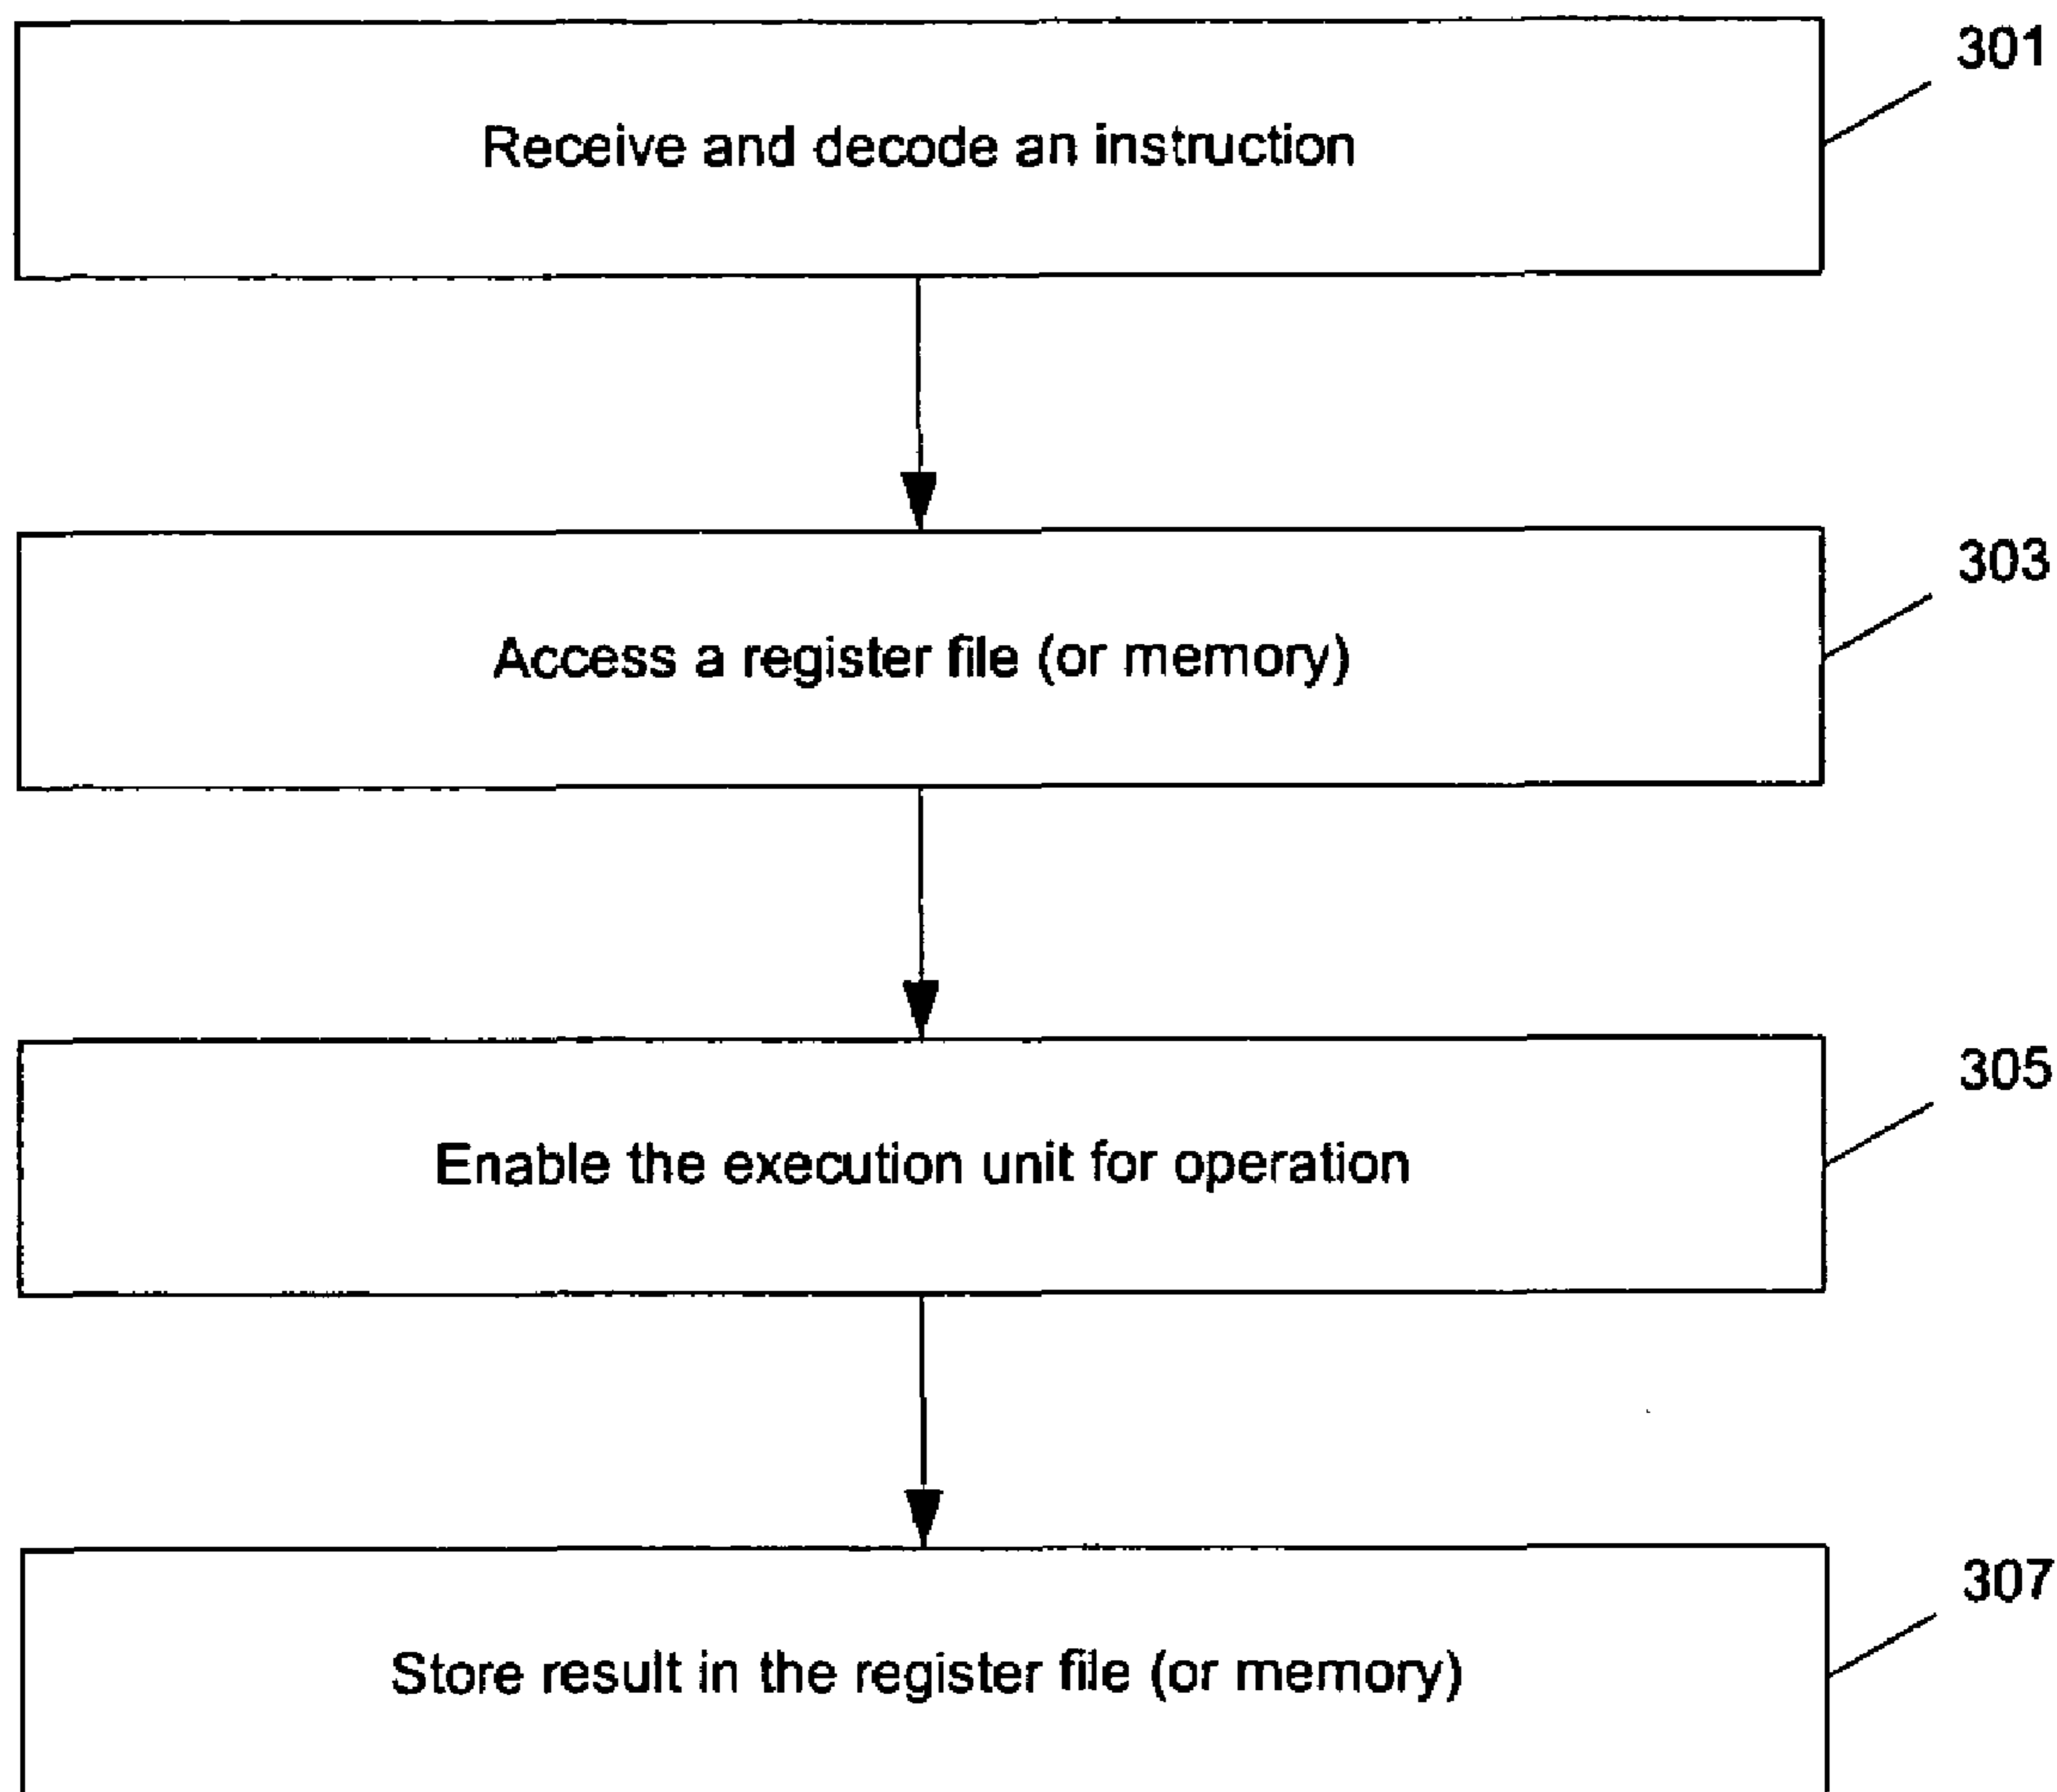 301
Receive and decode an instruction
303
Access a register file (or memory)
305
Enable the execution unit for operation
307
Store result in the register file (or memory)